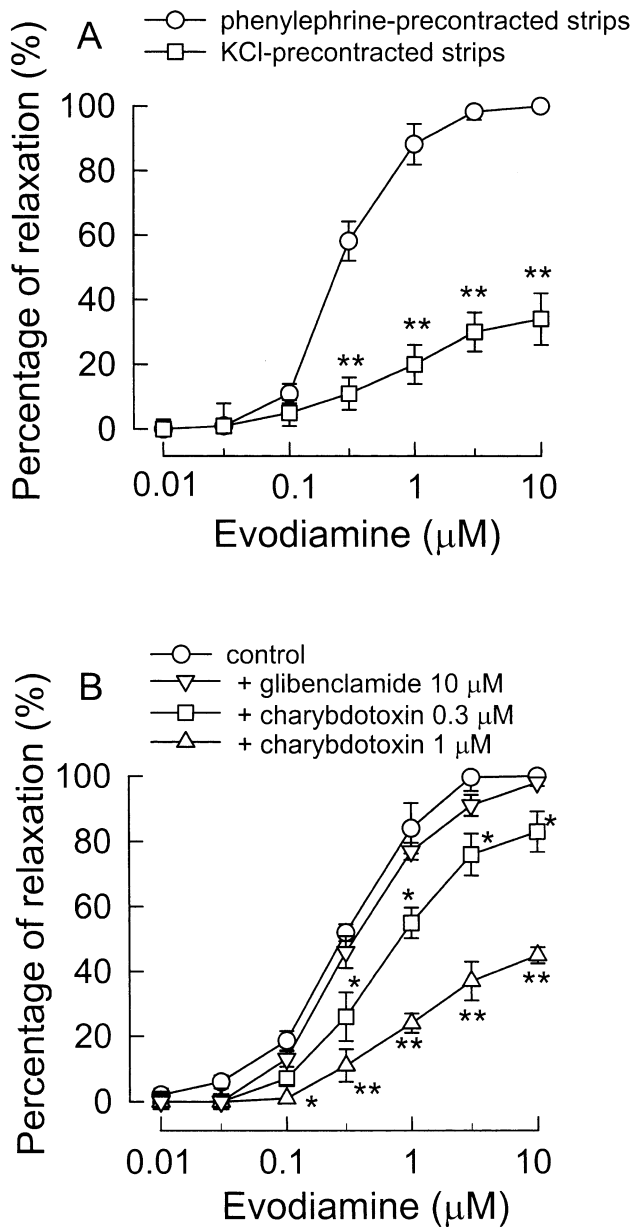 A
phenylephrine-precontracted strips
KCl-precontracted strips
Percentage of relaxation (%)
100
80
60
40
20
0
**
**
**
**
0.01
0.1
1
10
Evodiamine (μM)
B
control
+ glibenclamide 10 μM
+ charybdotoxin 0.3 μM
+ charybdotoxin 1 μM
Percentage of relaxation (%)
100
80
60
40
20
0
*
*
*
*
*
**
**
**
**
0.01
0.1
1
10
Evodiamine (μM)